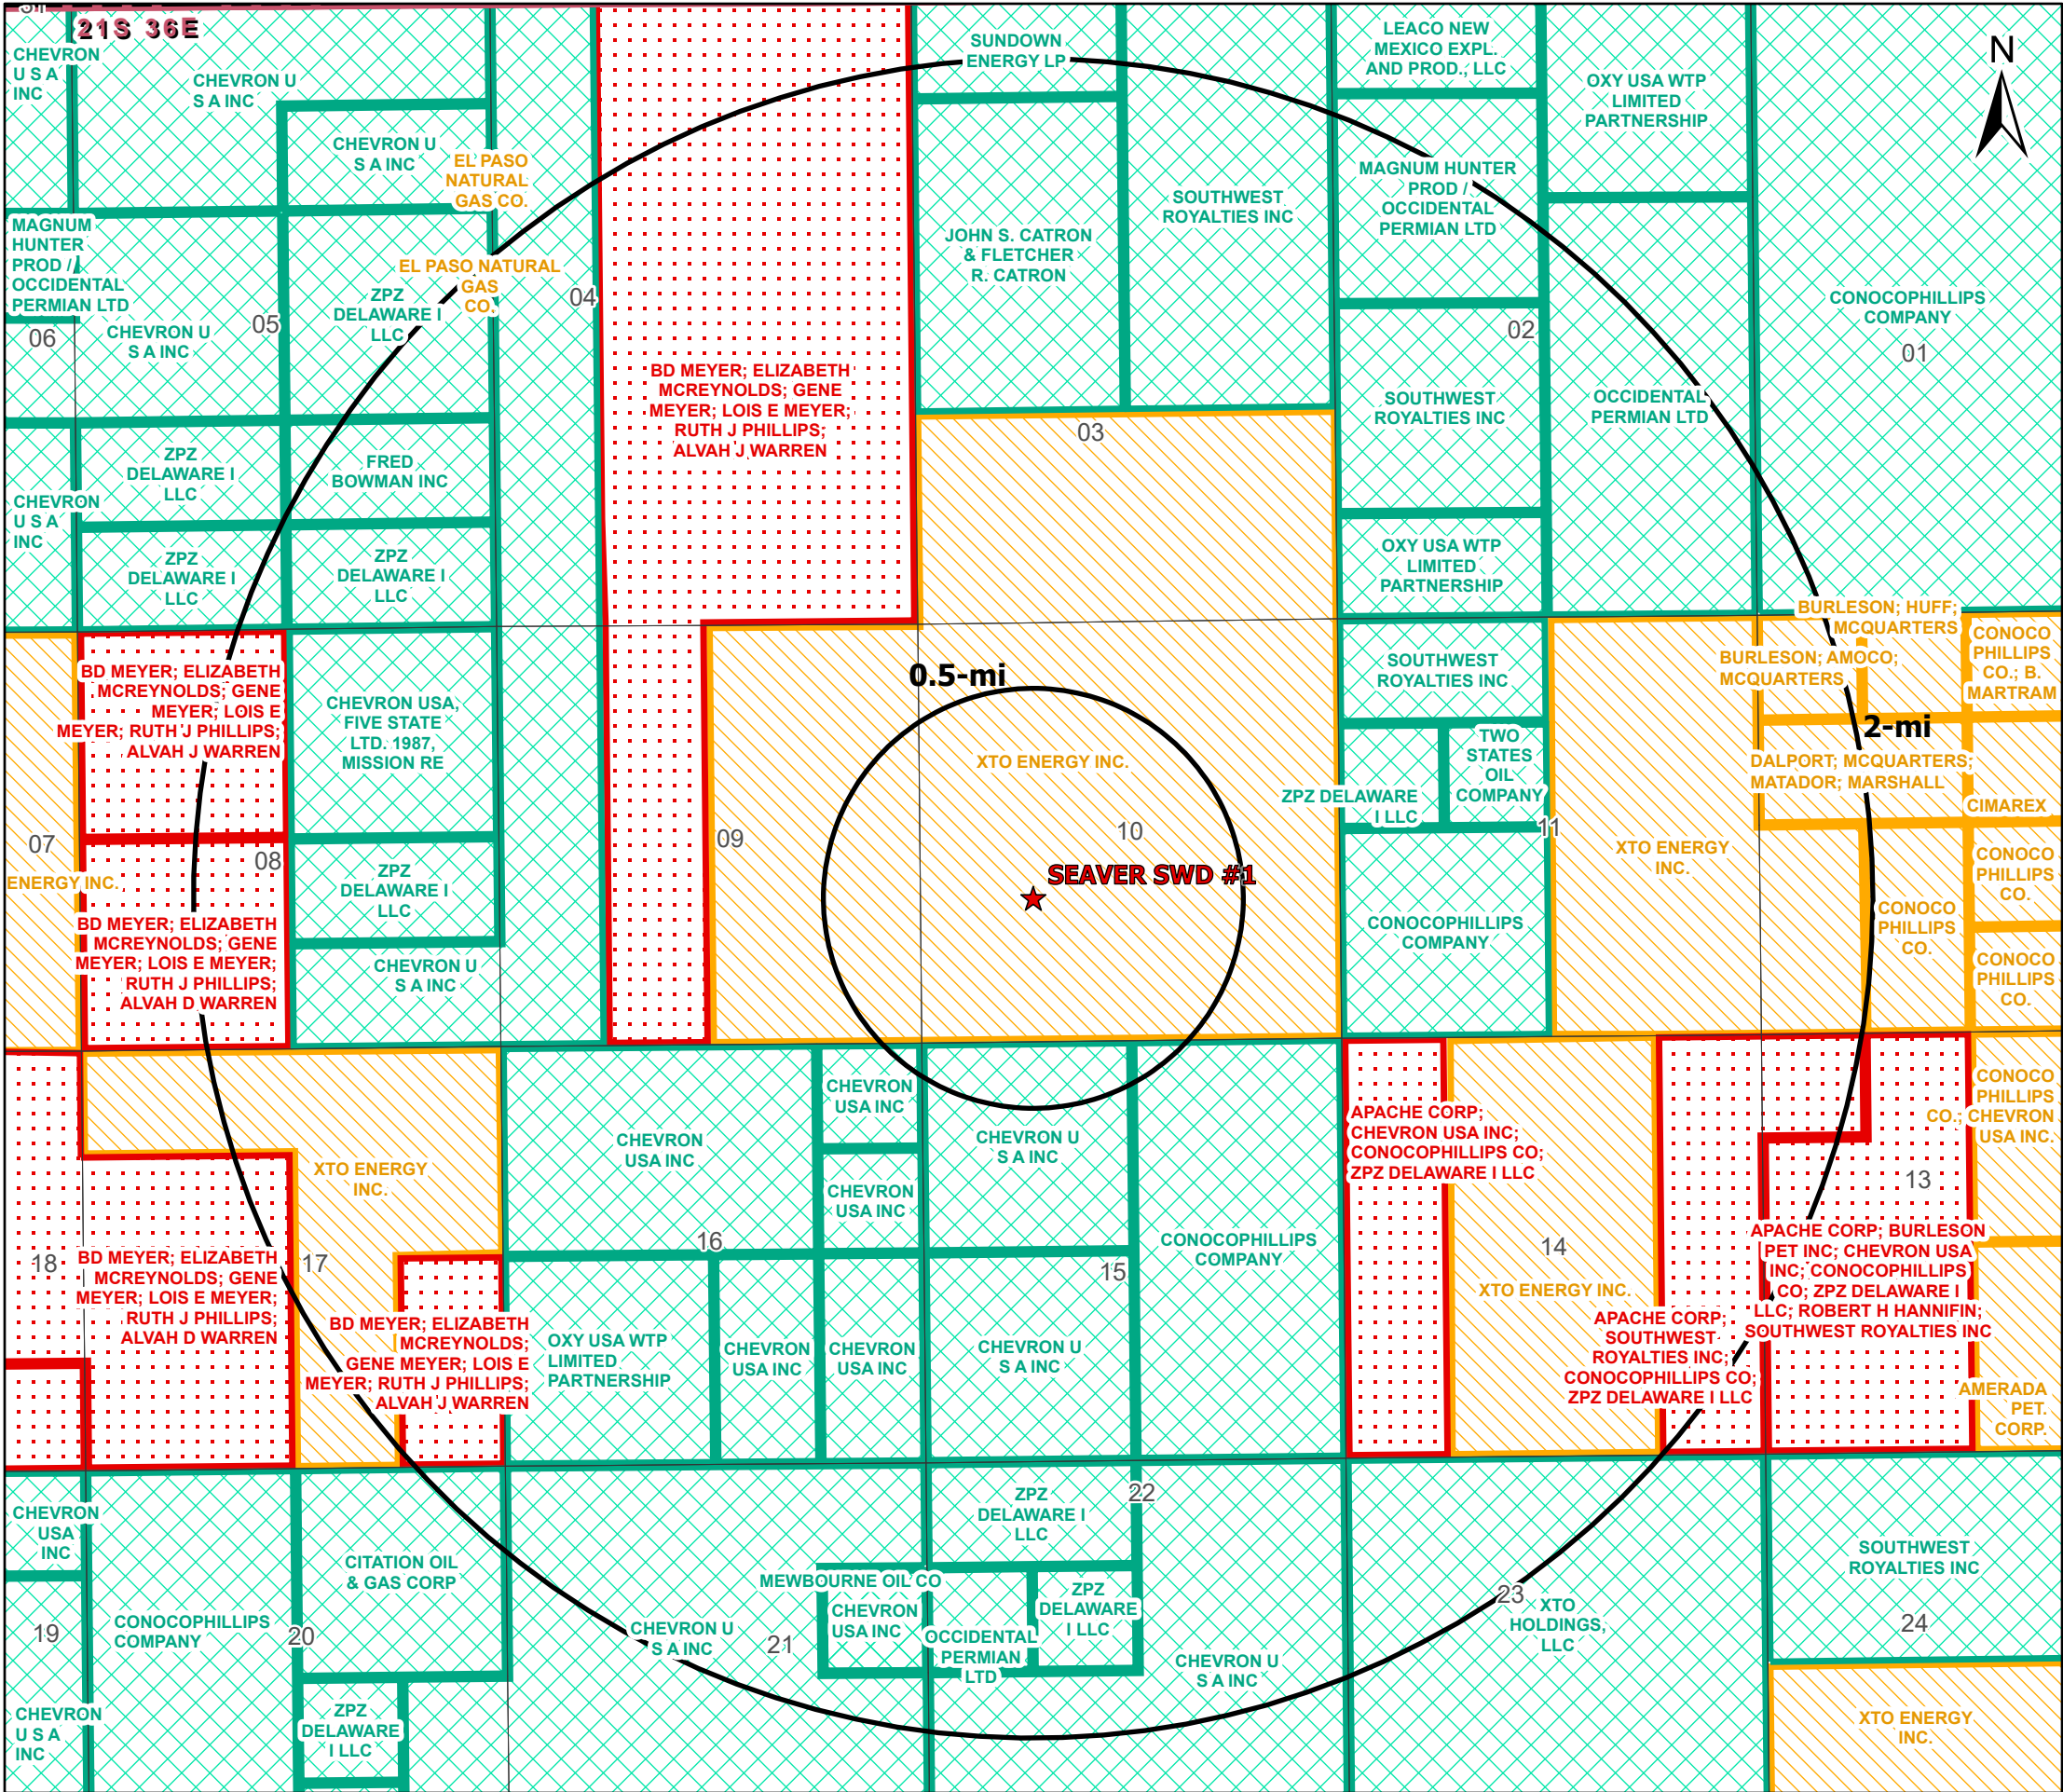 21S 36E
CHEVRON
U S A
INC
CHEVRON U
S A INC
SUNDOWN
ENERGY LP
LEACO NEW
MEXICO EXPL.
AND PROD., LLC
OXY USA WTP
LIMITED
PARTNERSHIP
N
CHEVRON U
S A INC
EL PASO
NATURAL
GAS CO.
MAGNUM HUNTER
PROD /
OCCIDENTAL
PERMIAN LTD
SOUTHWEST
ROYALTIES INC
MAGNUM
HUNTER
PROD /
OCCIDENTAL
PERMIAN LTD
JOHN S. CATRON
& FLETCHER
R. CATRON
EL PASO NATURAL
GAS
CO.
ZPZ
DELAWARE I
LLC
04
CONOCOPHILLIPS
COMPANY
01
06
CHEVRON U
S A INC
05
02
BD MEYER; ELIZABETH
MCREYNOLDS; GENE
MEYER; LOIS E MEYER;
RUTH J PHILLIPS;
ALVAH J WARREN
03
SOUTHWEST
ROYALTIES INC
OCCIDENTAL
PERMIAN LTD
ZPZ
DELAWARE I
LLC
FRED
BOWMAN INC
CHEVRON
U S A
INC
ZPZ
DELAWARE I
LLC
ZPZ
DELAWARE I
LLC
OXY USA WTP
LIMITED
PARTNERSHIP
BURLESON; HUFF;
MCQUARTERS
CONOCO
PHILLIPS
CO.; B.
MARTRAM
BURLESON; AMOCO;
MCQUARTERS
BD MEYER; ELIZABETH
MCREYNOLDS; GENE
MEYER; LOIS E
MEYER; RUTH J PHILLIPS;
ALVAH J WARREN
CHEVRON USA,
FIVE STATE
LTD. 1987,
MISSION RE
0.5-mi
SOUTHWEST
ROYALTIES INC
2-mi
XTO ENERGY INC.
TWO
STATES
OIL
COMPANY
ZPZ DELAWARE
I LLC
DALPORT; MCQUARTERS;
MATADOR; MARSHALL
CIMAREX
07
08
09
10
11
XTO ENERGY
INC.
CONOCO
PHILLIPS
CO.
ENERGY INC.
ZPZ
DELAWARE I
LLC
SEAVER SWD #1
CONOCOPHILLIPS
COMPANY
CONOCO
PHILLIPS
CO.
BD MEYER; ELIZABETH
MCREYNOLDS; GENE
MEYER; LOIS E MEYER;
RUTH J PHILLIPS;
ALVAH D WARREN
CHEVRON U
S A INC
CONOCO
PHILLIPS
CO.
CHEVRON
USA INC
CHEVRON
USA INC
CHEVRON U
S A INC
APACHE CORP;
CHEVRON USA INC;
CONOCOPHILLIPS CO;
ZPZ DELAWARE I LLC
CONOCO
PHILLIPS
CO.; CHEVRON
USA INC.
XTO ENERGY
INC.
CHEVRON
USA INC
13
18
17
16
15
14
CONOCOPHILLIPS
COMPANY
BD MEYER; ELIZABETH
MCREYNOLDS; GENE
MEYER; LOIS E MEYER;
RUTH J PHILLIPS;
ALVAH D WARREN
XTO ENERGY INC.
APACHE CORP; BURLESON
PET INC; CHEVRON USA
INC; CONOCOPHILLIPS
CO; ZPZ DELAWARE I
LLC; ROBERT H HANNIFIN;
SOUTHWEST ROYALTIES INC
BD MEYER; ELIZABETH
MCREYNOLDS;
GENE MEYER; LOIS E
MEYER; RUTH J PHILLIPS;
ALVAH J WARREN
OXY USA WTP
LIMITED
PARTNERSHIP
CHEVRON
USA INC
CHEVRON
USA INC
CHEVRON U
S A INC
APACHE CORP;
SOUTHWEST
ROYALTIES INC;
CONOCOPHILLIPS CO;
ZPZ DELAWARE I LLC
AMERADA
PET.
CORP.
CHEVRON
USA
INC
CITATION OIL
& GAS CORP
ZPZ
DELAWARE I
LLC
22
SOUTHWEST
ROYALTIES INC
MEWBOURNE OIL CO
CHEVRON
USA INC
ZPZ
DELAWARE
I LLC
23
XTO
HOLDINGS,
LLC
24
19
CONOCOPHILLIPS
COMPANY
20
CHEVRON U
S A INC
21
OCCIDENTAL
PERMIAN
LTD
CHEVRON U
S A INC
CHEVRON
U S A
INC
ZPZ
DELAWARE
I LLC
XTO ENERGY
INC.